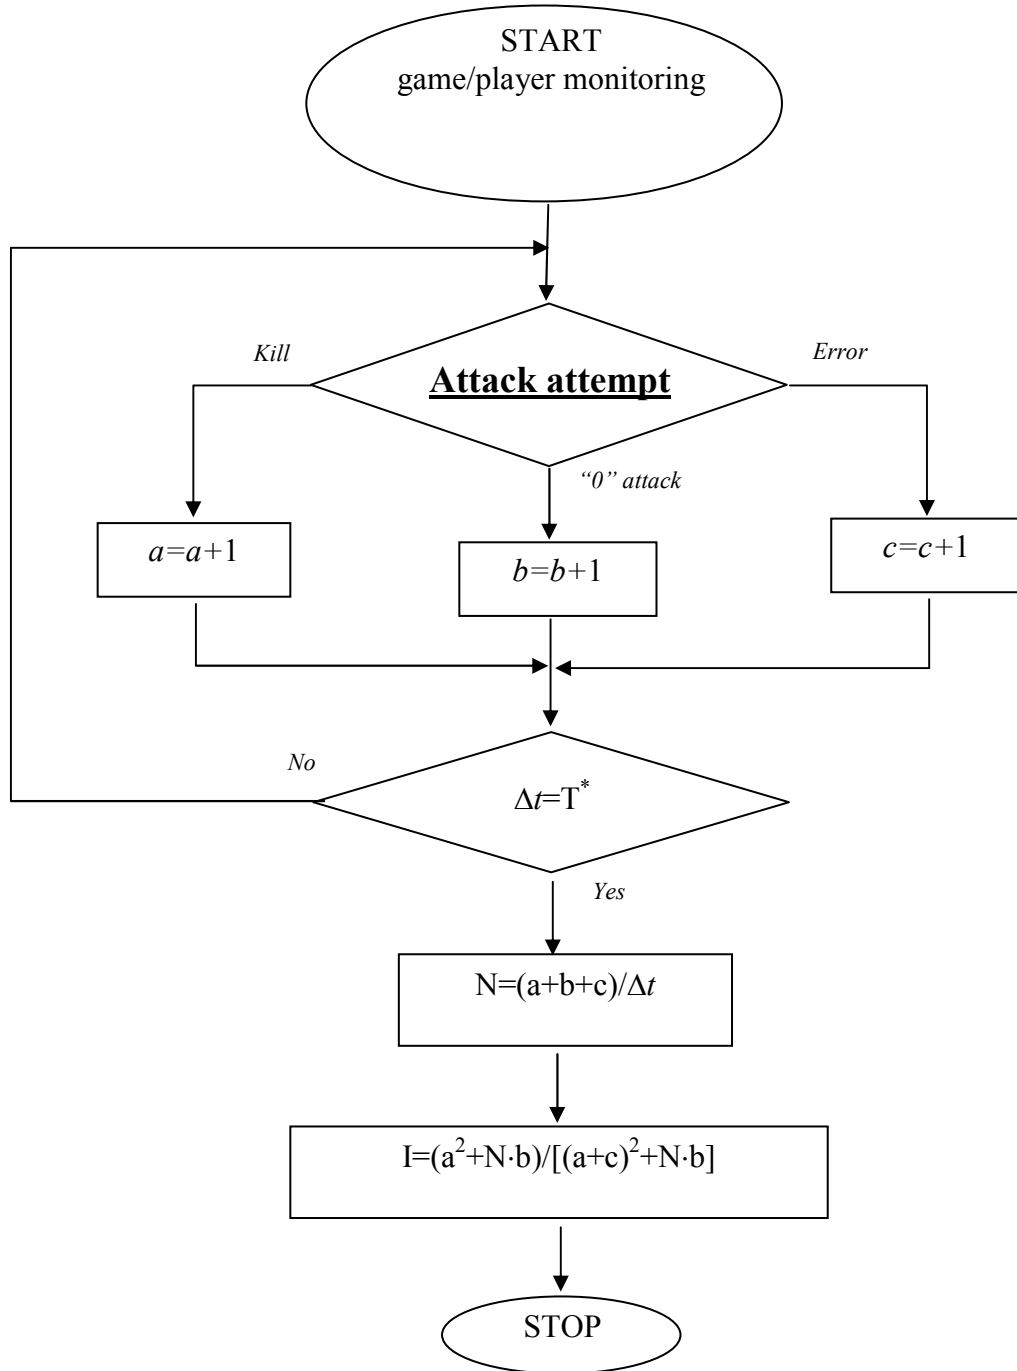 START
game/player monitoring
Kill
Error
Attack attempt
“0” attack
a=a+1
b=b+1
c=c+1
No
Δt=T*
Yes
N=(a+b+c)/Δt
I=(a²+N·b)/[(a+c)²+N·b]
STOP